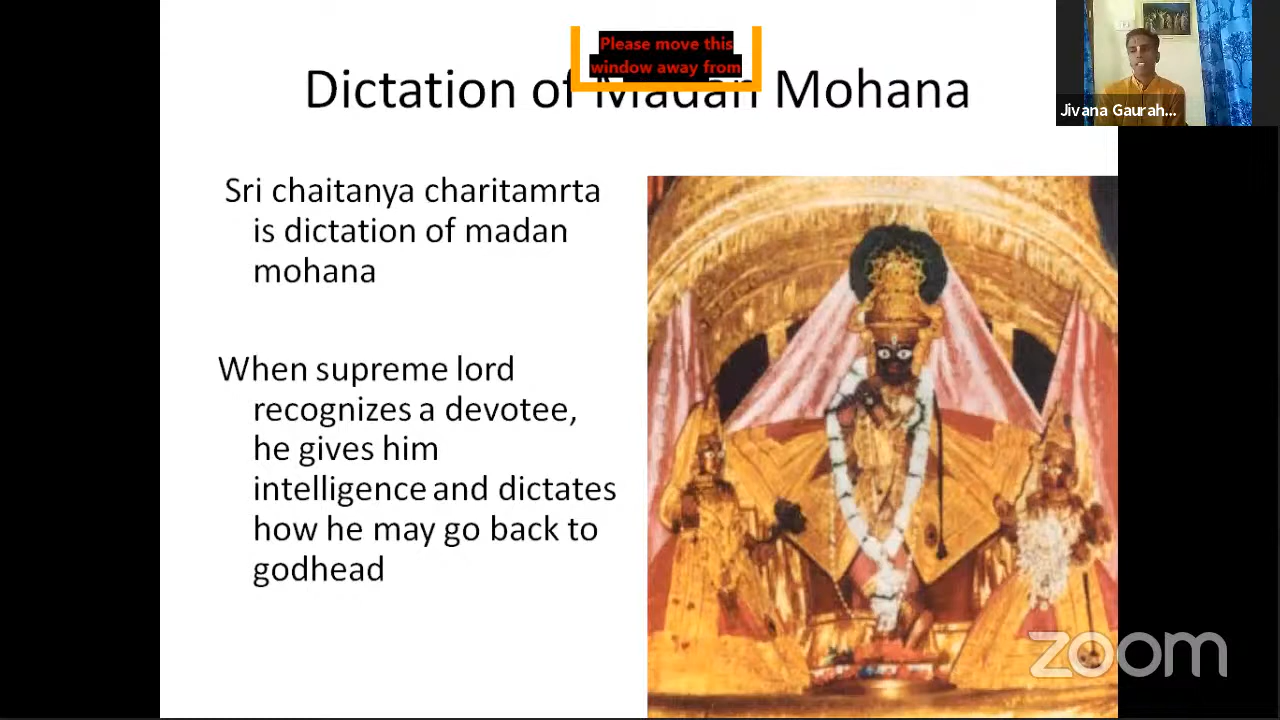 Please move this
window away from
Dictation of Madan Mohana
Jivana Gaurah...
Sri chaitanya charitamrta
is dictation of madan
mohana
When supreme lord
recognizes a devotee,
he gives him
intelligence and dictates
how he may go back to
godhead
zoom